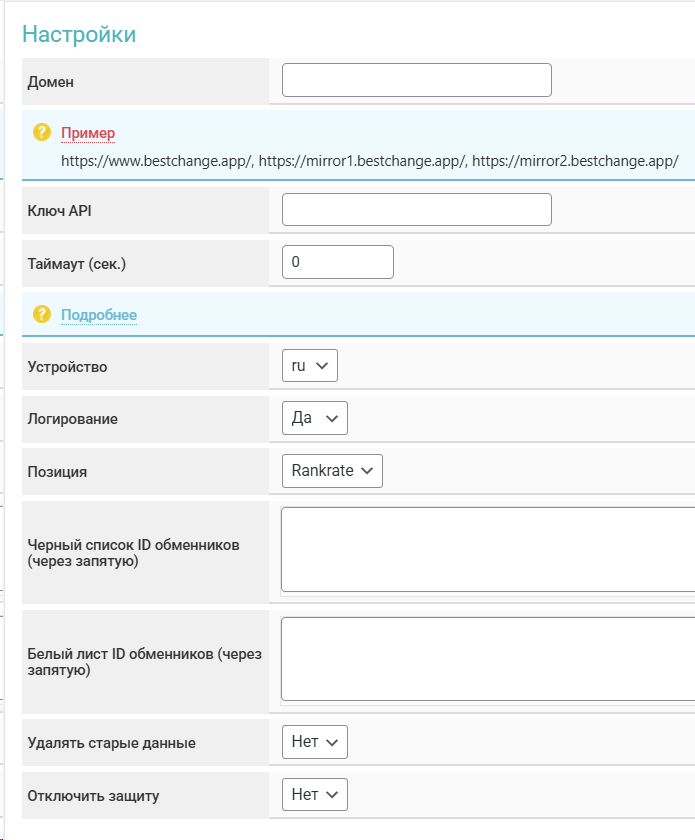 Настройки
Домен
Пример
https://www.bestchange.app/, https://mirror1.bestchange.app/, https://mirror2.bestchange.app/
Ключ API
Таймаут (сек.)
0
Подробнее
Устройство
ru
Логирование
Да
Позиция
Rankrate
Черный список ID обменников
(через запятую)
Белый лист ID обменников (через
запятую)
Удалять старые данные
Нет
Отключить защиту
Нет